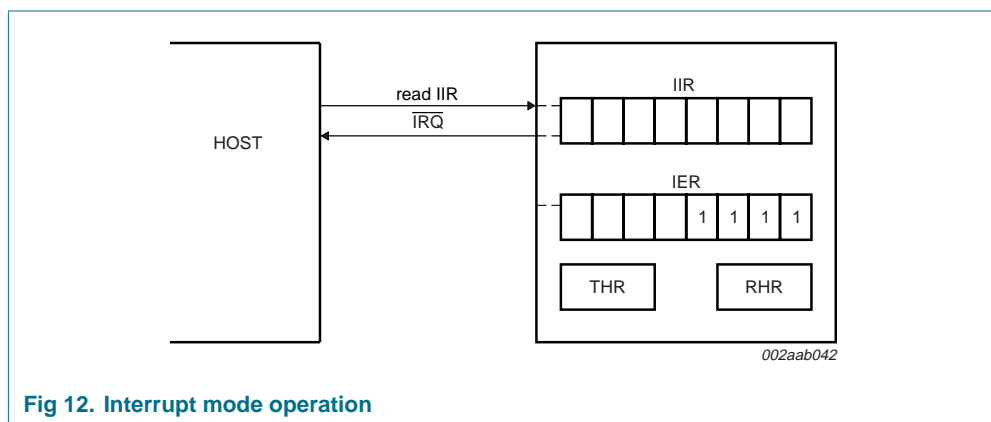 IIR
read IIR
IRQ
HOST
IER
1 1 1 1
THR RHR
002aab042
Fig 12. Interrupt mode operation